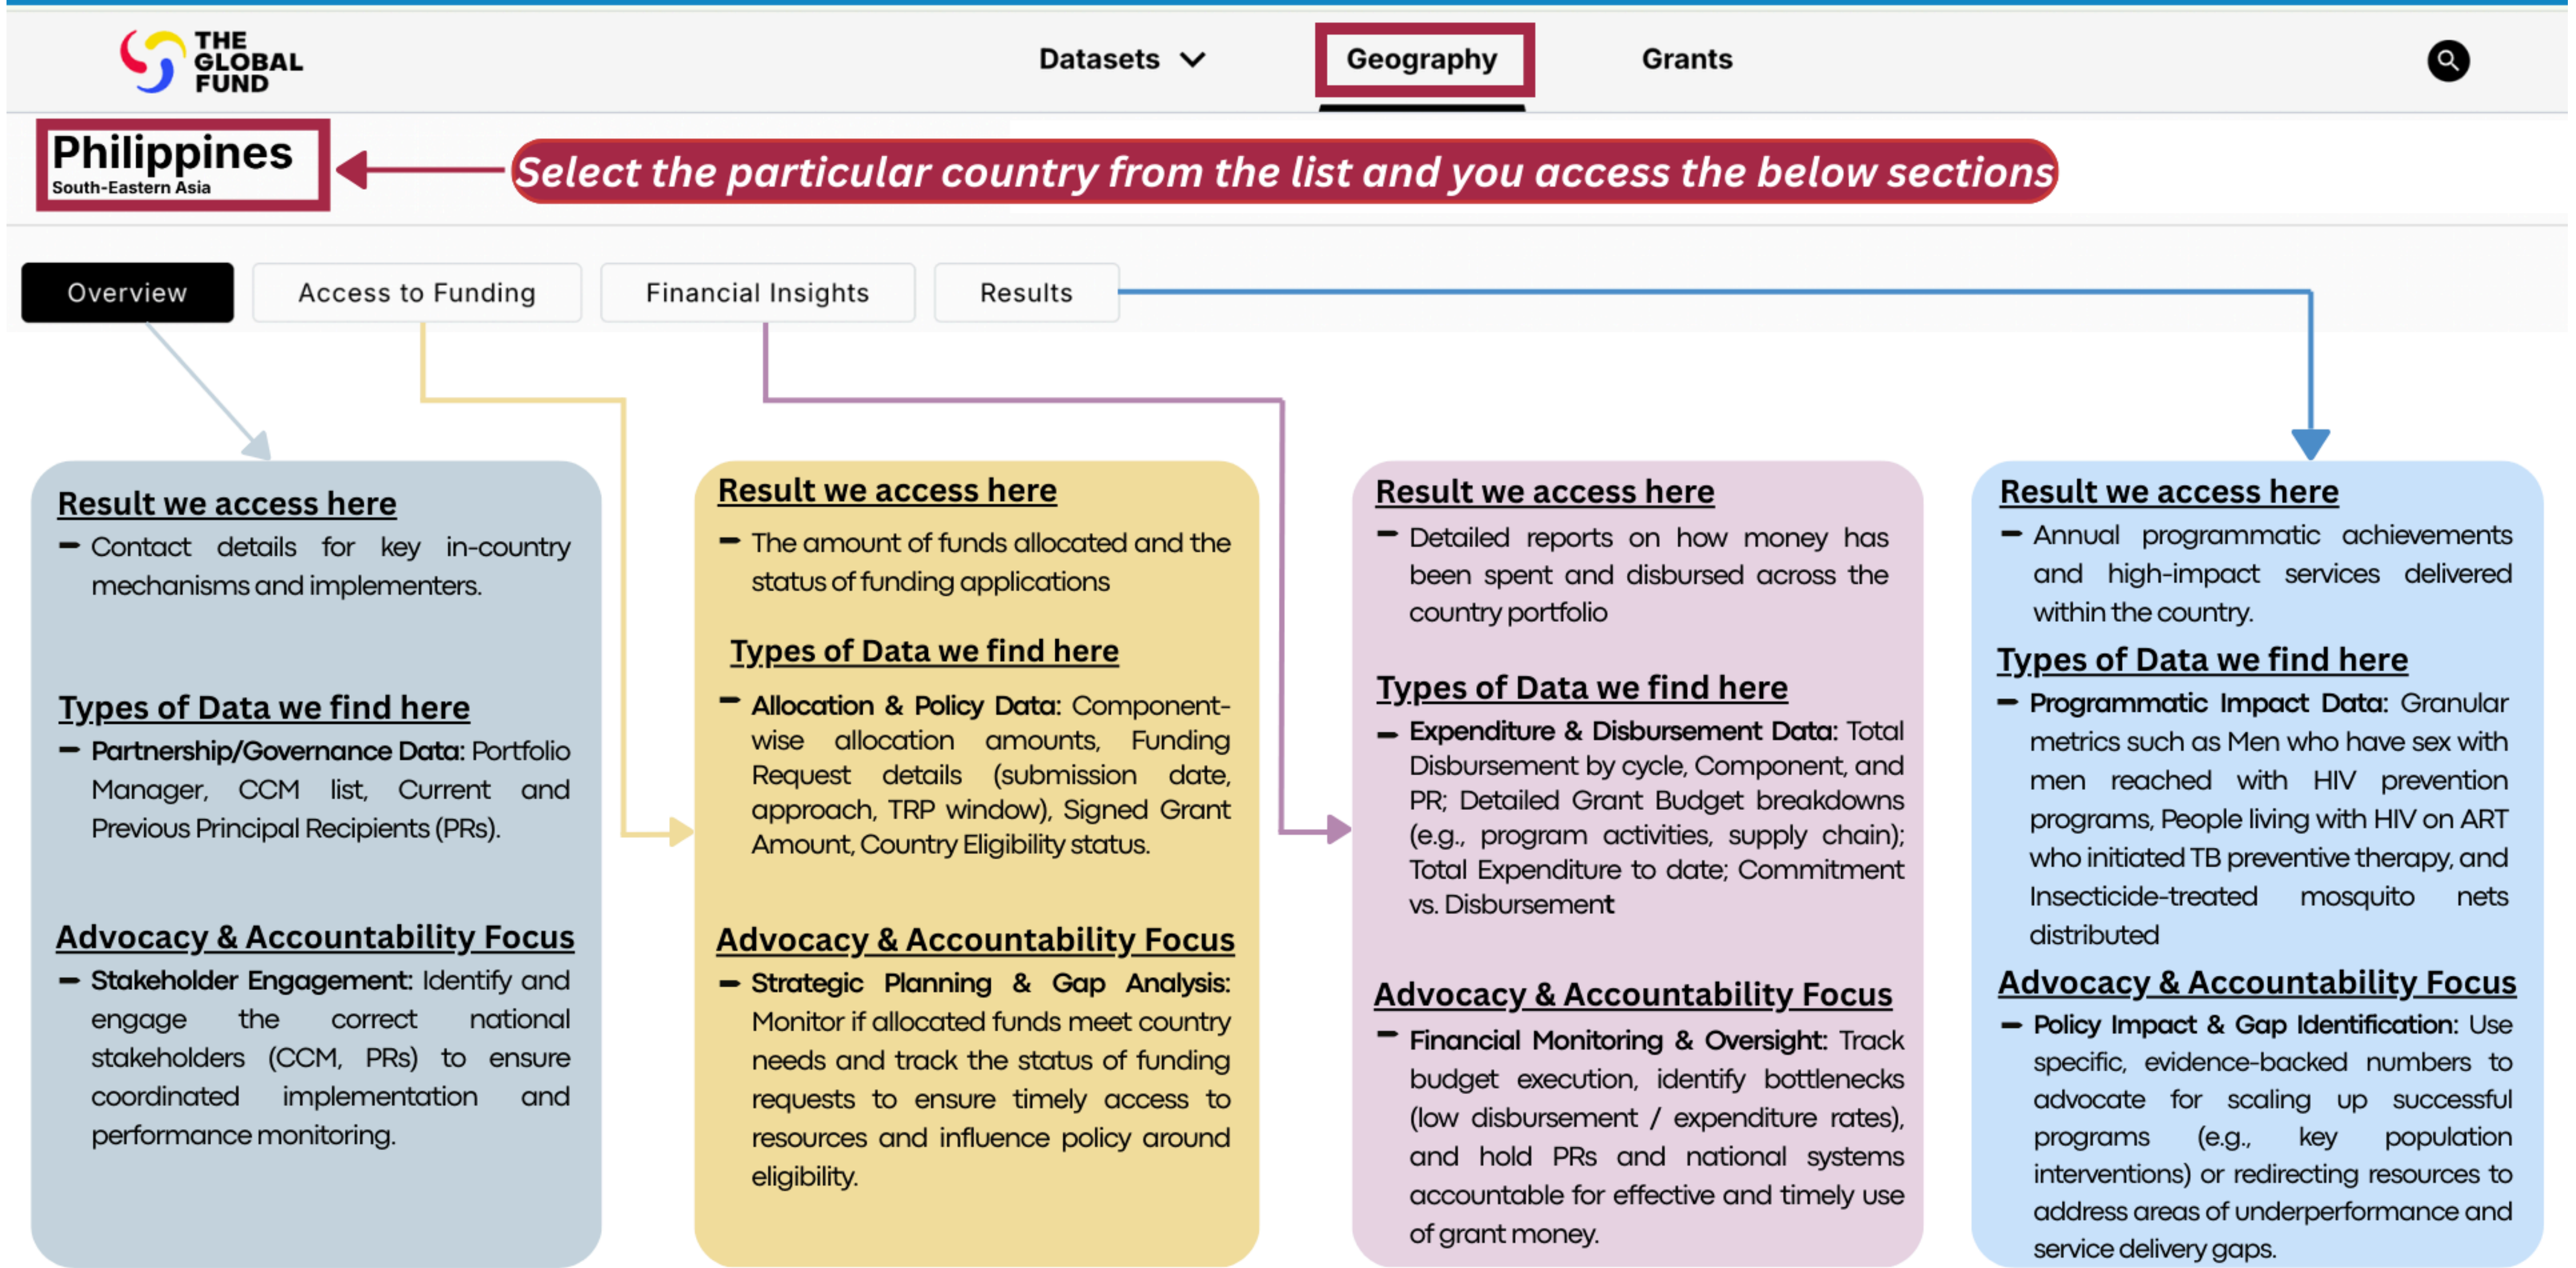 THE
GLOBAL
FUND
Datasets
Geography
Grants
Philippines
South-Eastern Asia
Select the particular country from the list and you access the below sections
Overview
Access to Funding
Financial Insights
Results
Result we access here
– Contact details for key in-country
mechanisms and implementers.
Types of Data we find here
– Partnership/Governance Data: Portfolio
Manager, CCM list, Current and
Previous Principal Recipients (PRs).
Advocacy & Accountability Focus
– Stakeholder Engagement: Identify and
engage the correct national
stakeholders (CCM, PRs) to ensure
coordinated implementation and
performance monitoring.
Result we access here
– The amount of funds allocated and the
status of funding applications
Types of Data we find here
– Allocation & Policy Data: Component-
wise allocation amounts, Funding
Request details (submission date,
approach, TRP window), Signed Grant
Amount, Country Eligibility status.
Advocacy & Accountability Focus
– Strategic Planning & Gap Analysis:
Monitor if allocated funds meet country
needs and track the status of funding
requests to ensure timely access to
resources and influence policy around
eligibility.
Result we access here
– Detailed reports on how money has
been spent and disbursed across the
country portfolio
Types of Data we find here
– Expenditure & Disbursement Data: Total
Disbursement by cycle, Component, and
PR; Detailed Grant Budget breakdowns
(e.g., program activities, supply chain);
Total Expenditure to date; Commitment
vs. Disbursement
Advocacy & Accountability Focus
– Financial Monitoring & Oversight: Track
budget execution, identify bottlenecks
(low disbursement / expenditure rates),
and hold PRs and national systems
accountable for effective and timely use
of grant money.
Result we access here
– Annual programmatic achievements
and high-impact services delivered
within the country.
Types of Data we find here
– Programmatic Impact Data: Granular
metrics such as Men who have sex with
men reached with HIV prevention
programs, People living with HIV on ART
who initiated TB preventive therapy, and
Insecticide-treated mosquito nets
distributed
Advocacy & Accountability Focus
– Policy Impact & Gap Identification: Use
specific, evidence-backed numbers to
advocate for scaling up successful
programs (e.g., key population
interventions) or redirecting resources to
address areas of underperformance and
service delivery gaps.